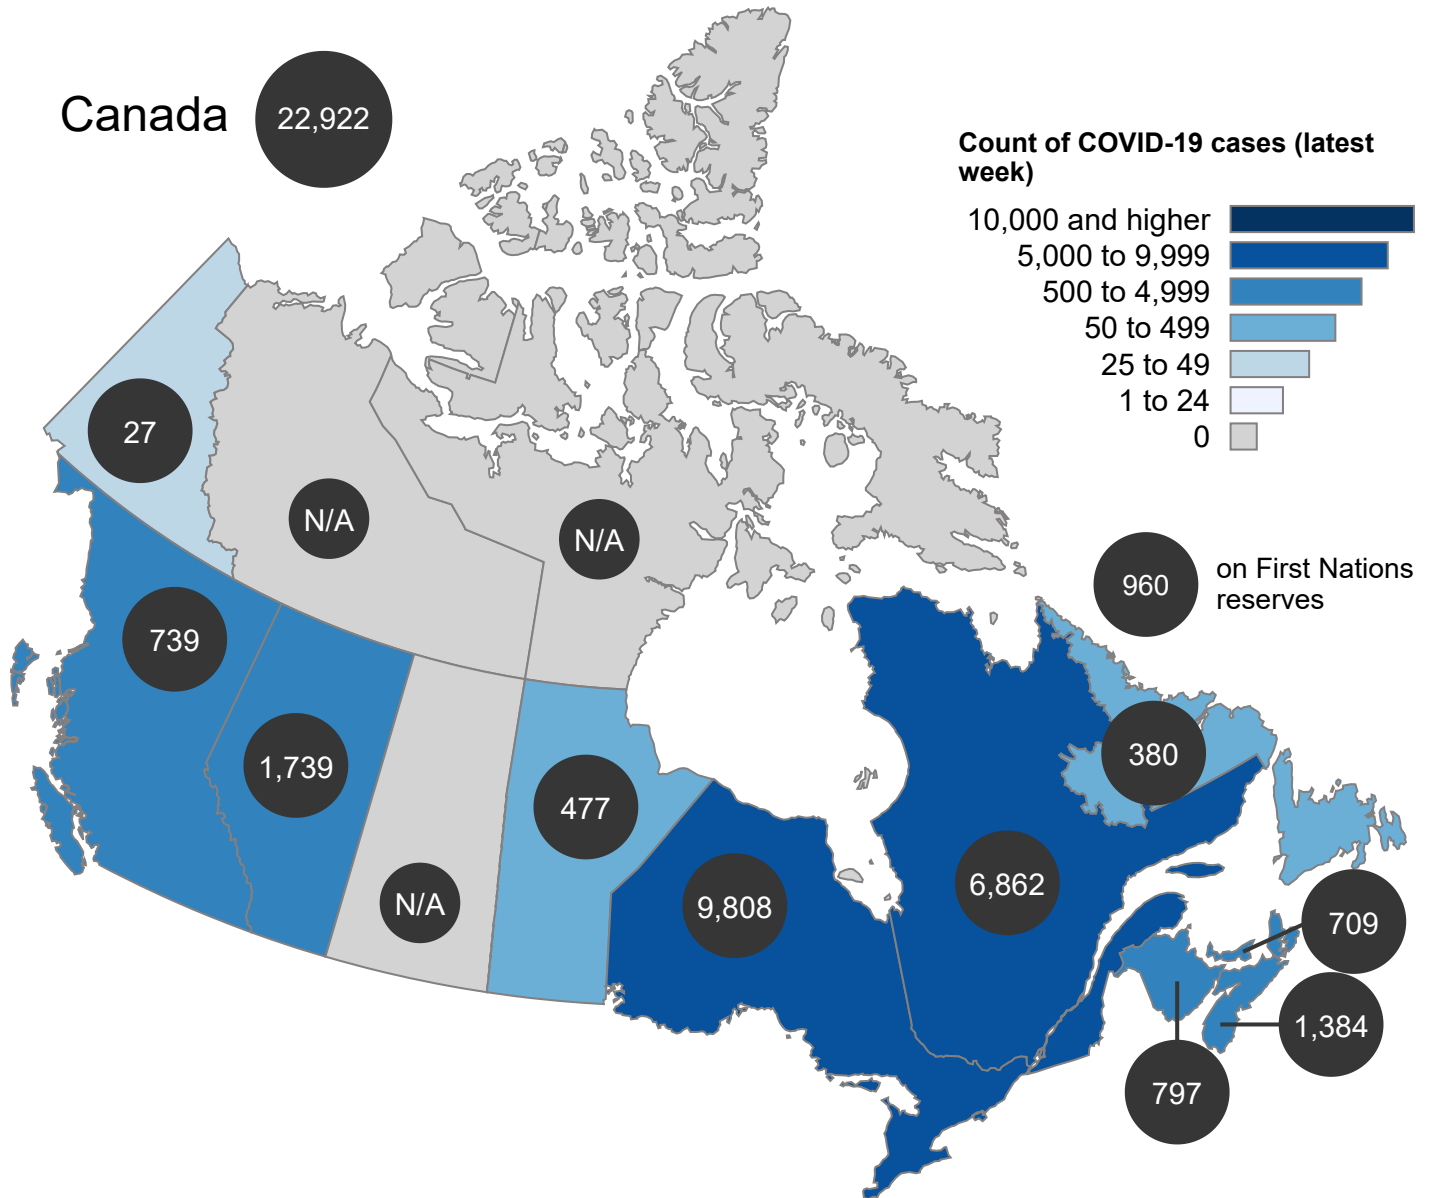 Canada
22,922
Count of COVID-19 cases (latest
week)
10,000 and higher
5,000 to 9,999
500 to 4,999
50 to 499
25 to 49
1 to 24
0
27
N/A
N/A
960
on First Nations
reserves
739
1,739
477
380
N/A
9,808
6,862
709
1,384
797